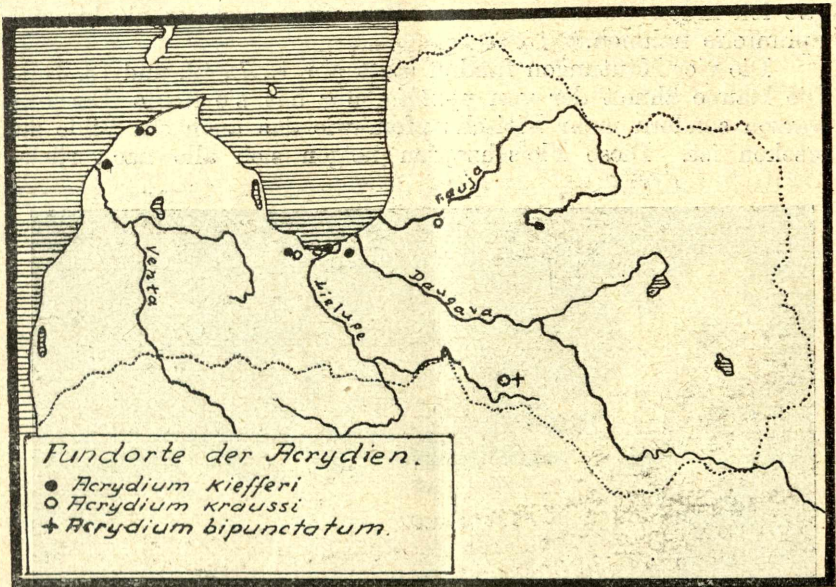 Gauja
Venta
Lielupe
Daugava
Fundorte der Acrydien.
Acrydium Kiefferi
Acrydium kraussi
Acrydium bipunctatum.